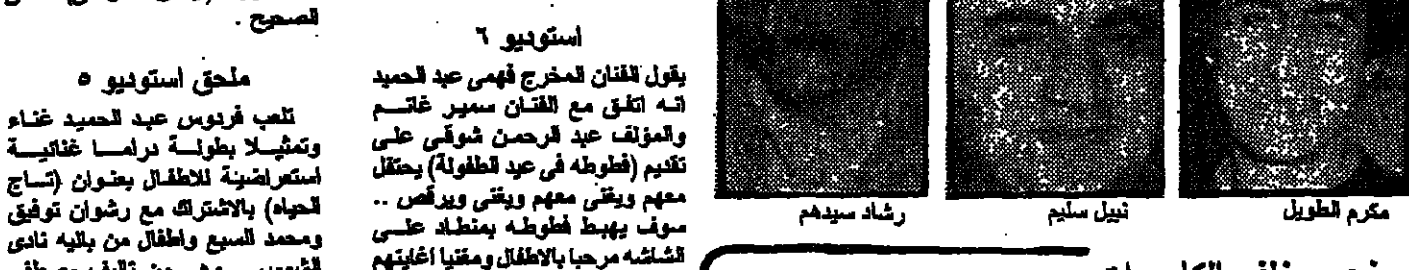 مكرم الطويل
نبيل سليم
رشاد سيدهم
استوديو ٦
يقول الفنان المخرج فهمى عبد الحميد
انه اتفق مع الفنان سمير غانم
والمؤلف عبد الرحمن شوقى على
تقديم (فطوطه فى عيد الطفولة) يحتفل
معهم ويغنى معهم ويغنى ويرقص ..
سوف يهبط فطوطه بمنطاد على
الشاشه مرحبا بالاطفال ومغنيا أغانيتهم
الصحيح .
ملحق استوديو ٥
تلعب فردوس عبد الحميد غناء
وتمثيلا بطولة دراما غنائية
استعراضية للاطفال بعنوان (تساج
الحياه) بالاشتراك مع رشوان توفيق
ومحمد السبع واطفال من باليه نادى